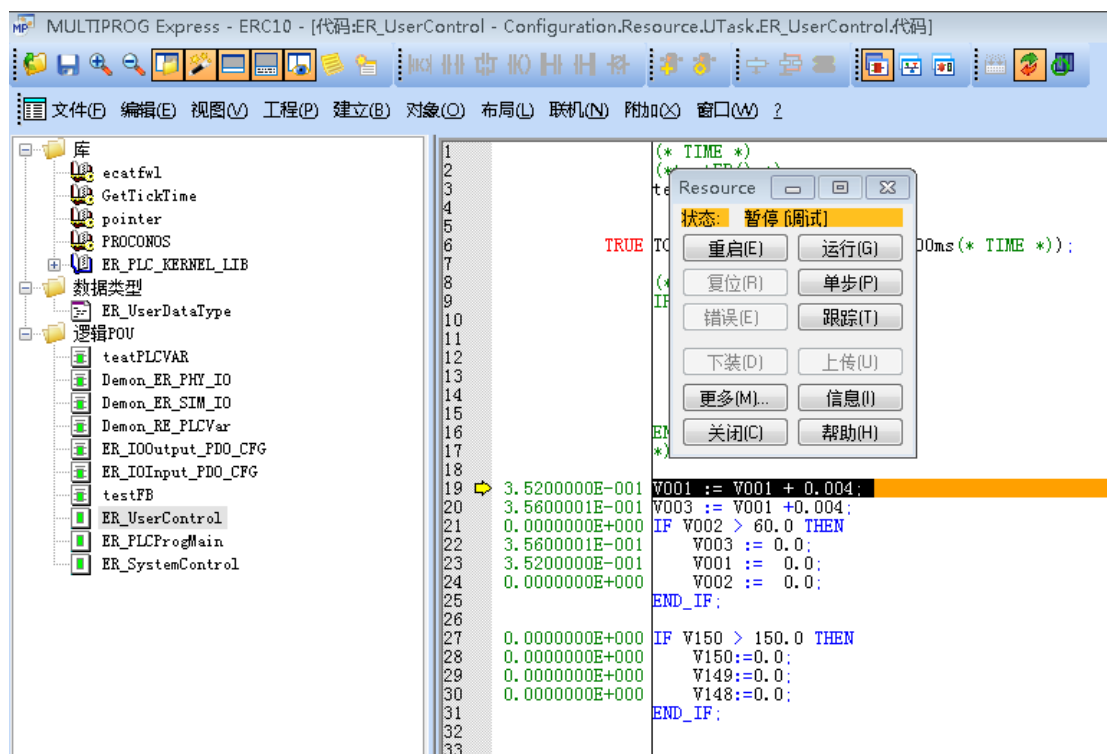 MULTIPROG Express - ERC10 - [代码:ER_UserControl - Configuration.Resource.UTask.ER_UserControl.代码]
文件(F) 编辑(E) 视图(V) 工程(P) 建立(B) 对象(O) 布局(L) 联机(N) 附加(X) 窗口(W) ?
库
ecatfwl
GetTickTime
pointer
PROCONOS
ER_PLC_KERNEL_LIB
数据类型
ER_UserDataType
逻辑POU
teatPLCVAR
Demon_ER_PHY_IO
Demon_ER_SIM_IO
Demon_RE_PLCVar
ER_IOOutput_PDO_CFG
ER_IOInput_PDO_CFG
testFB
ER_UserControl
ER_PLCProgMain
ER_SystemControl
1 (* TIME *)
2
3 te
4
5
6 TRUE TO 00ms(* TIME *));
7
8 (*
9 IF
10
11
12
13
14
15
16 EN
17 *)
18
19 3.5200000E-001 V001 := V001 + 0.004;
20 3.5600001E-001 V003 := V001 +0.004;
21 0.0000000E+000 IF V002 > 60.0 THEN
22 3.5600001E-001 V003 := 0.0;
23 3.5200000E-001 V001 := 0.0;
24 0.0000000E+000 V002 := 0.0;
25 END_IF;
26
27 0.0000000E+000 IF V150 > 150.0 THEN
28 0.0000000E+000 V150:=0.0;
29 0.0000000E+000 V149:=0.0;
30 0.0000000E+000 V148:=0.0;
31 END_IF;
32
33
Resource
状态: 暂停 [调试]
重启(E) 运行(G)
复位(R) 单步(P)
错误(E) 跟踪(T)
下装(D) 上传(U)
更多(M)... 信息(I)
关闭(C) 帮助(H)